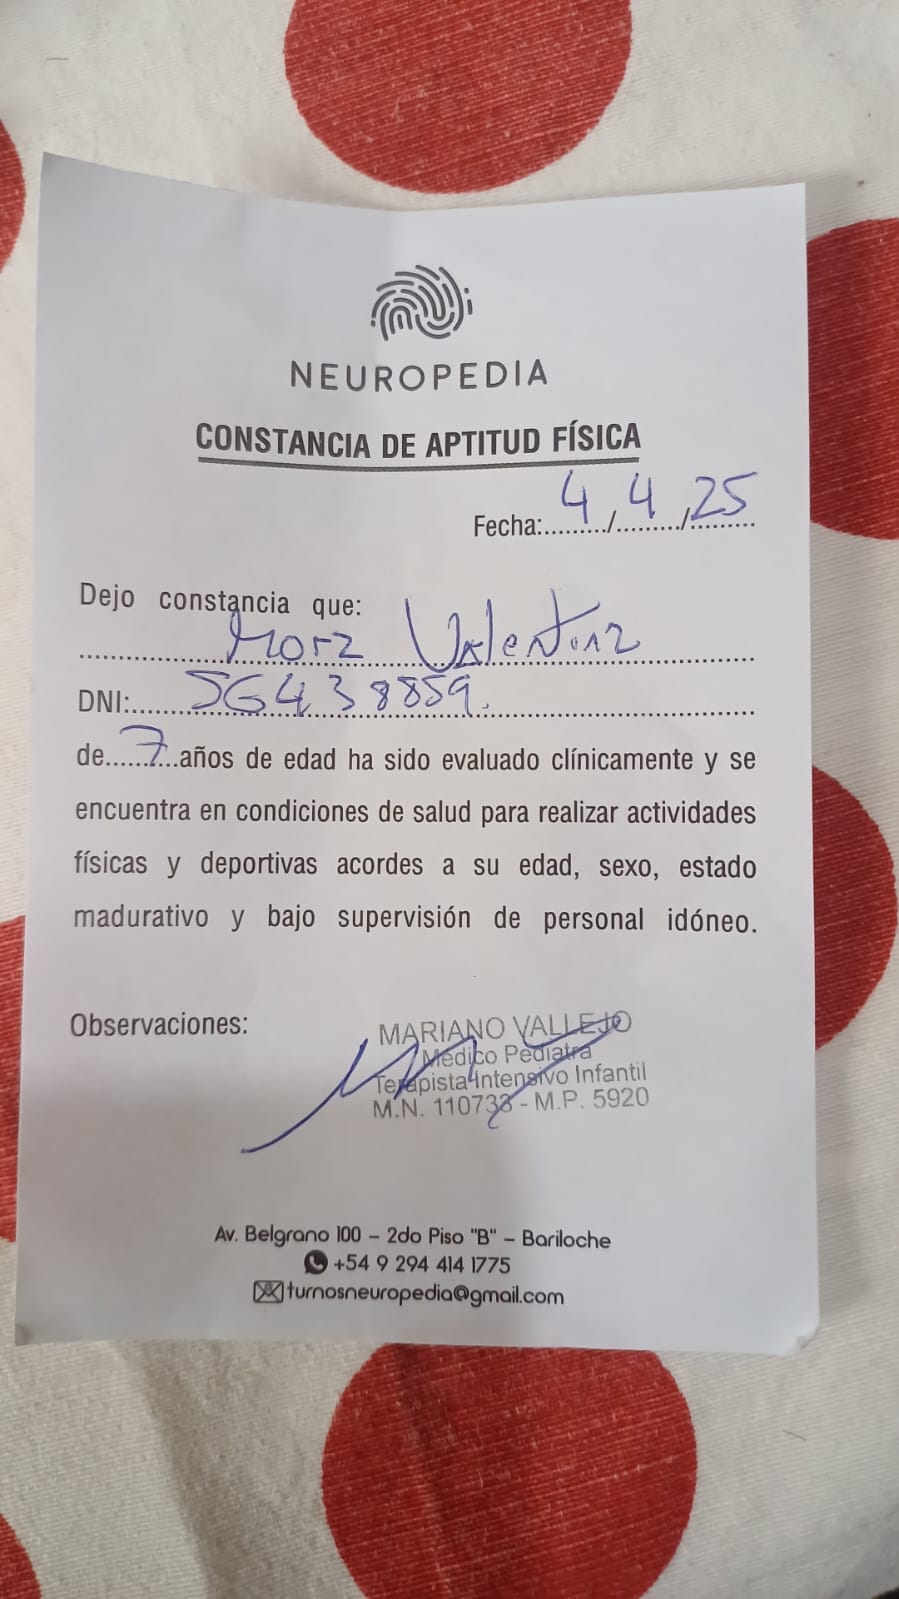 NEUROPEDIA
CONSTANCIA DE APTITUD FÍSICA
Fecha: 4/4/25
Dejo constancia que:
Mora Valentina
DNI: 56438859.
de 7 años de edad ha sido evaluado clínicamente y se
encuentra en condiciones de salud para realizar actividades
físicas y deportivas acordes a su edad, sexo, estado
madurativo y bajo supervisión de personal idóneo.
Observaciones:
MARIANO VALLEJO
Médico Pediatra
Terapista Intensivo Infantil
M.N. 110733 - M.P. 5920
Av. Belgrano 100 – 2do Piso "B" – Bariloche
+54 9 294 414 1775
turnosneuropedia@gmail.com